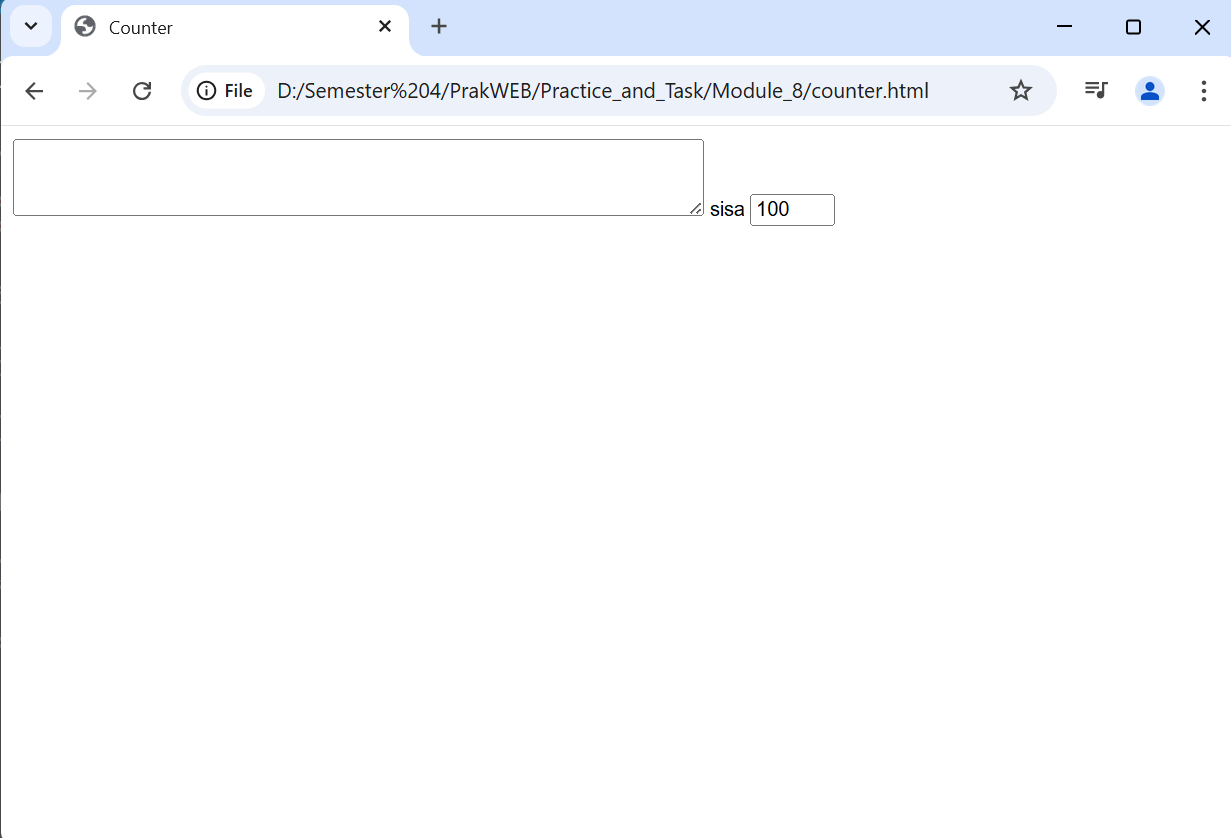 Counter
File D:/Semester%204/PrakWEB/Practice_and_Task/Module_8/counter.html
sisa 100